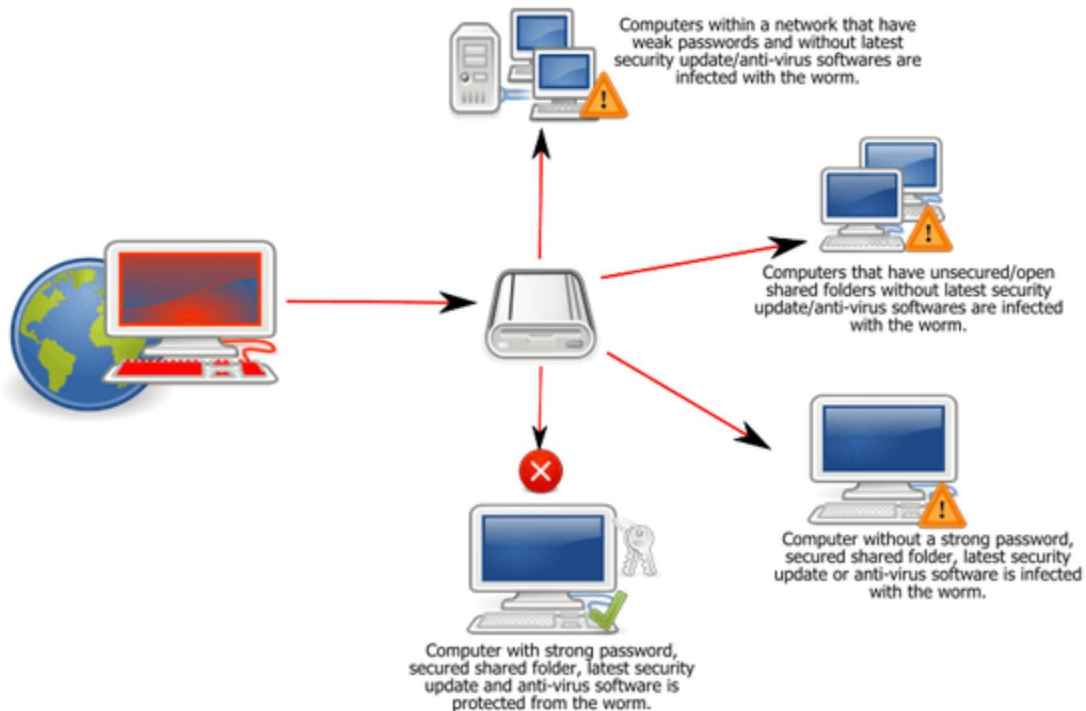 Computers within a network that have
weak passwords and without latest
security update/anti-virus softwares are
infected with the worm.
Computers that have unsecured/open
shared folders without latest security
update/anti-virus softwares are infected
with the worm.
Computer without a strong password,
secured shared folder, latest security
update or anti-virus software is infected
with the worm.
Computer with strong password,
secured shared folder, latest security
update and anti-virus software is
protected from the worm.